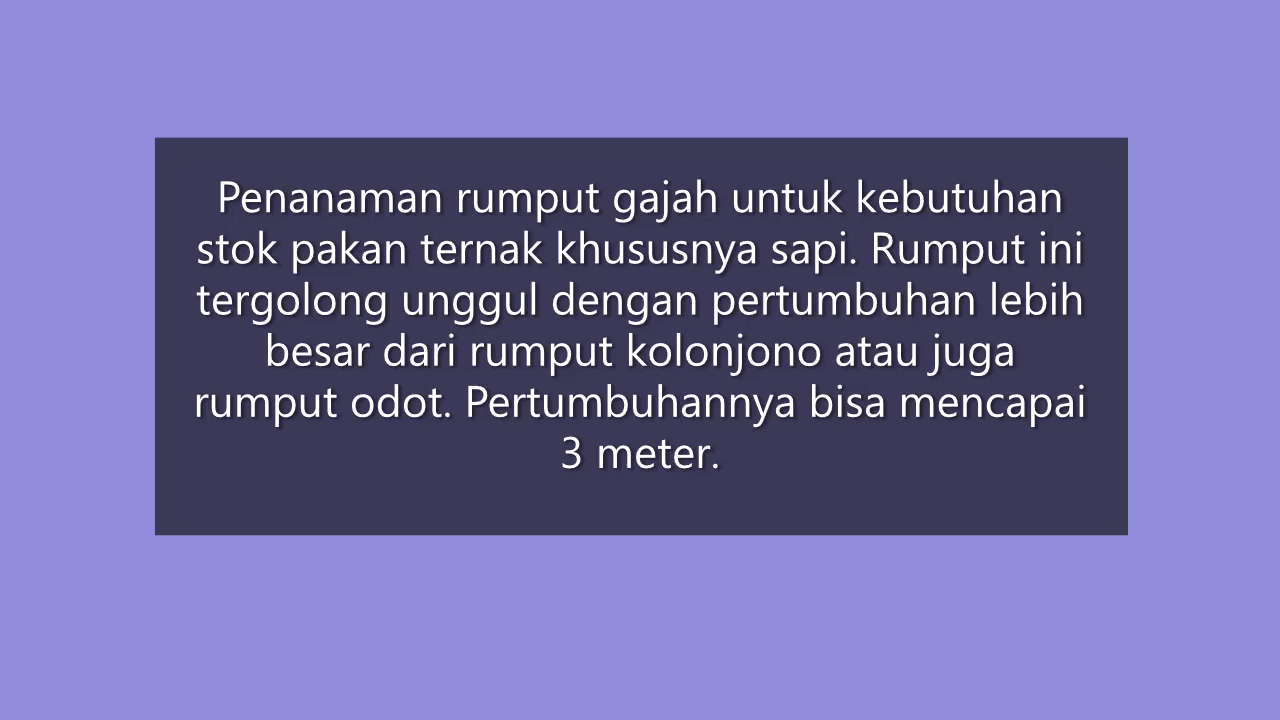 Penanaman rumput gajah untuk kebutuhan
stok pakan ternak khususnya sapi. Rumput ini
tergolong unggul dengan pertumbuhan lebih
besar dari rumput kolonjono atau juga
rumput odot. Pertumbuhannya bisa mencapai
3 meter.